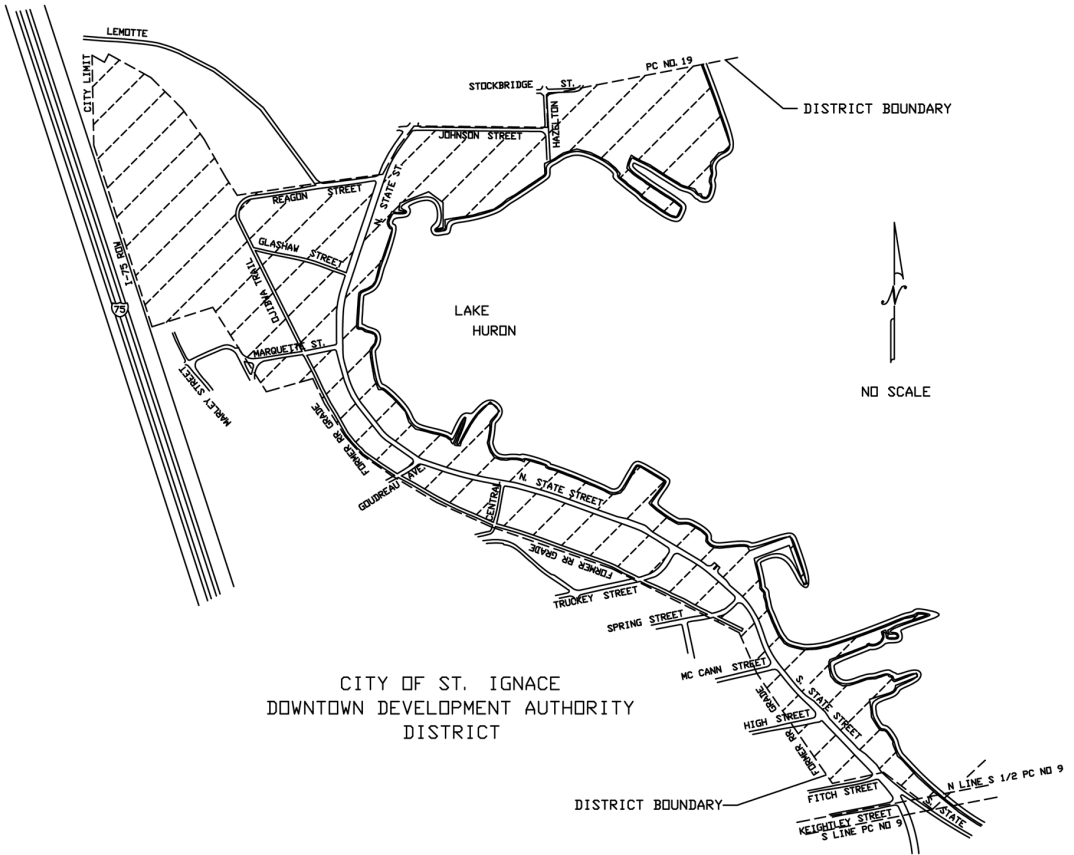 LEMOTTE
CITY LIMIT
PC NO. 19
STOCKBRIDGE ST.
DISTRICT BOUNDARY
HAZELTON
JOHNSON STREET
N. STATE ST.
REAGON STREET
GLASHAW STREET
I-75 ROW
OJIBWA TRAIL
75
LAKE
HURON
N
MARQUETTE ST.
MARLEY STREET
NO SCALE
FORMER RR GRADE
GOUDREAU AVE.
CENTRAL
N. STATE STREET
FORMER RR GRADE
TRUCKEY STREET
SPRING STREET
MC CANN STREET
CITY OF ST. IGNACE
DOWNTOWN DEVELOPMENT AUTHORITY
DISTRICT
S. STATE STREET
HIGH STREET
FORMER RR GRADE
N LINE S 1/2 PC NO 9
FITCH STREET
DISTRICT BOUNDARY
S. STATE
KEIGHTLEY STREET
S LINE PC NO 9